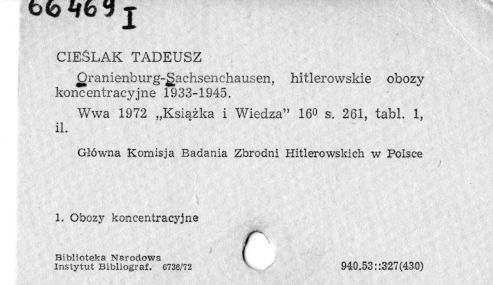 66469 I
CIEŚLAK TADEUSZ
Oranienburg-Sachsenchausen, hitlerowskie obozy
koncentracyjne 1933-1945.
Wwa 1972 „Książka i Wiedza” 16⁰ s. 261, tabl. 1,
il.
Główna Komisja Badania Zbrodni Hitlerowskich w Polsce
1. Obozy koncentracyjne
Biblioteka Narodowa
Instytut Bibliograf. 6736/72
940.53::327(430)